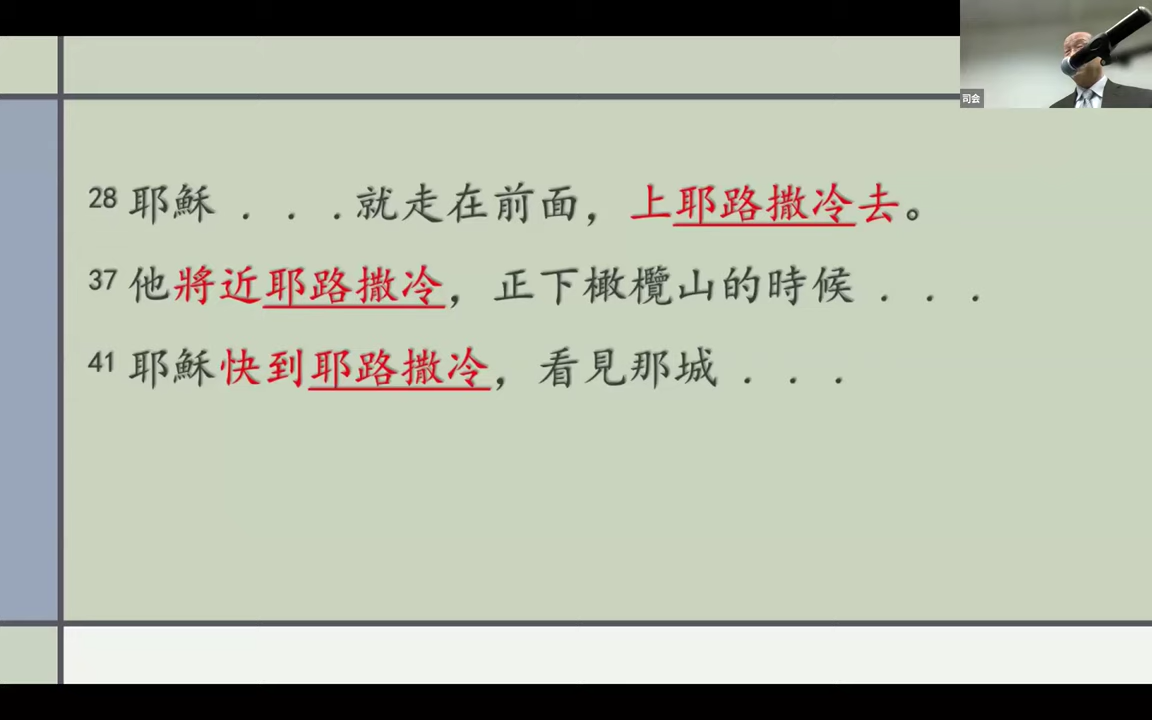 司会
28 耶穌 . . . 就走在前面，上耶路撒冷去。
37 他將近耶路撒冷，正下橄欖山的時候 . . .
41 耶穌快到耶路撒冷，看見那城 . . .